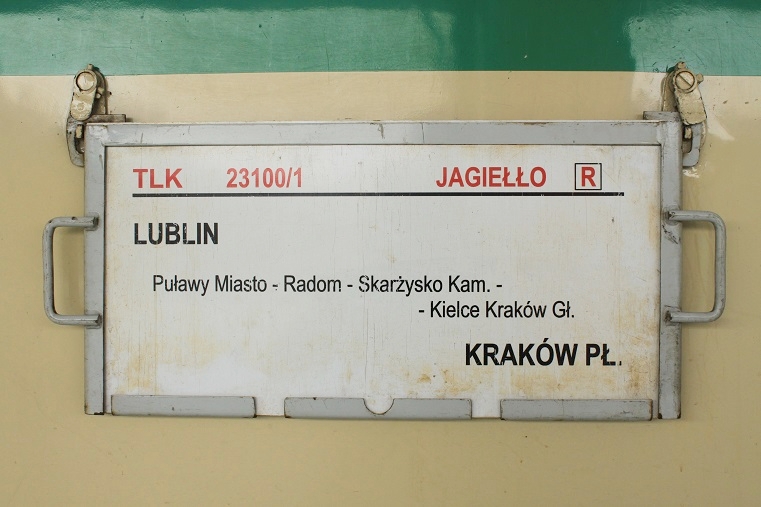 TLK 23100/1 JAGIEŁŁO R
LUBLIN
Puławy Miasto - Radom - Skarżysko Kam. -
- Kielce Kraków Gł.
KRAKÓW PŁ.